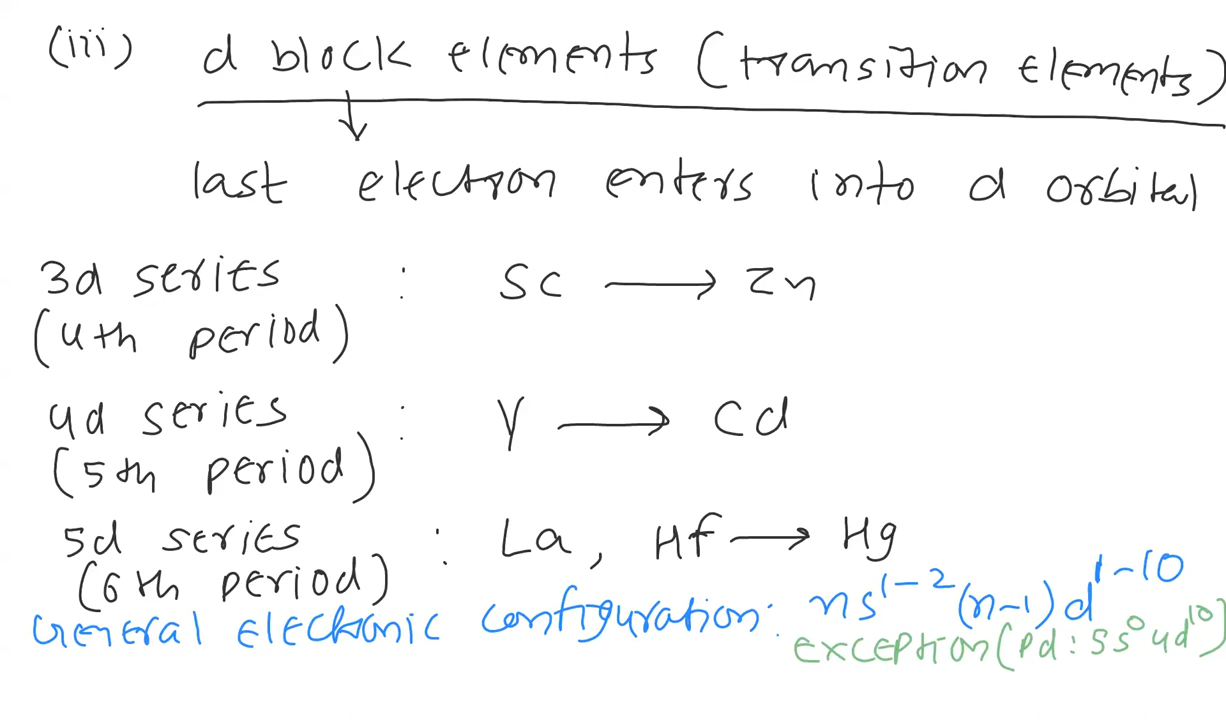 (iii) d block elements (transition elements)
last electron enters into d orbital
3d series : Sc → Zn
(4th period)
4d series : Y → Cd
(5th period)
5d series : La, Hf → Hg
(6th period)
General electronic configuration: ns¹⁻² (n-1)d¹⁻¹⁰
exception (Pd: 5s⁰ 4d¹⁰)